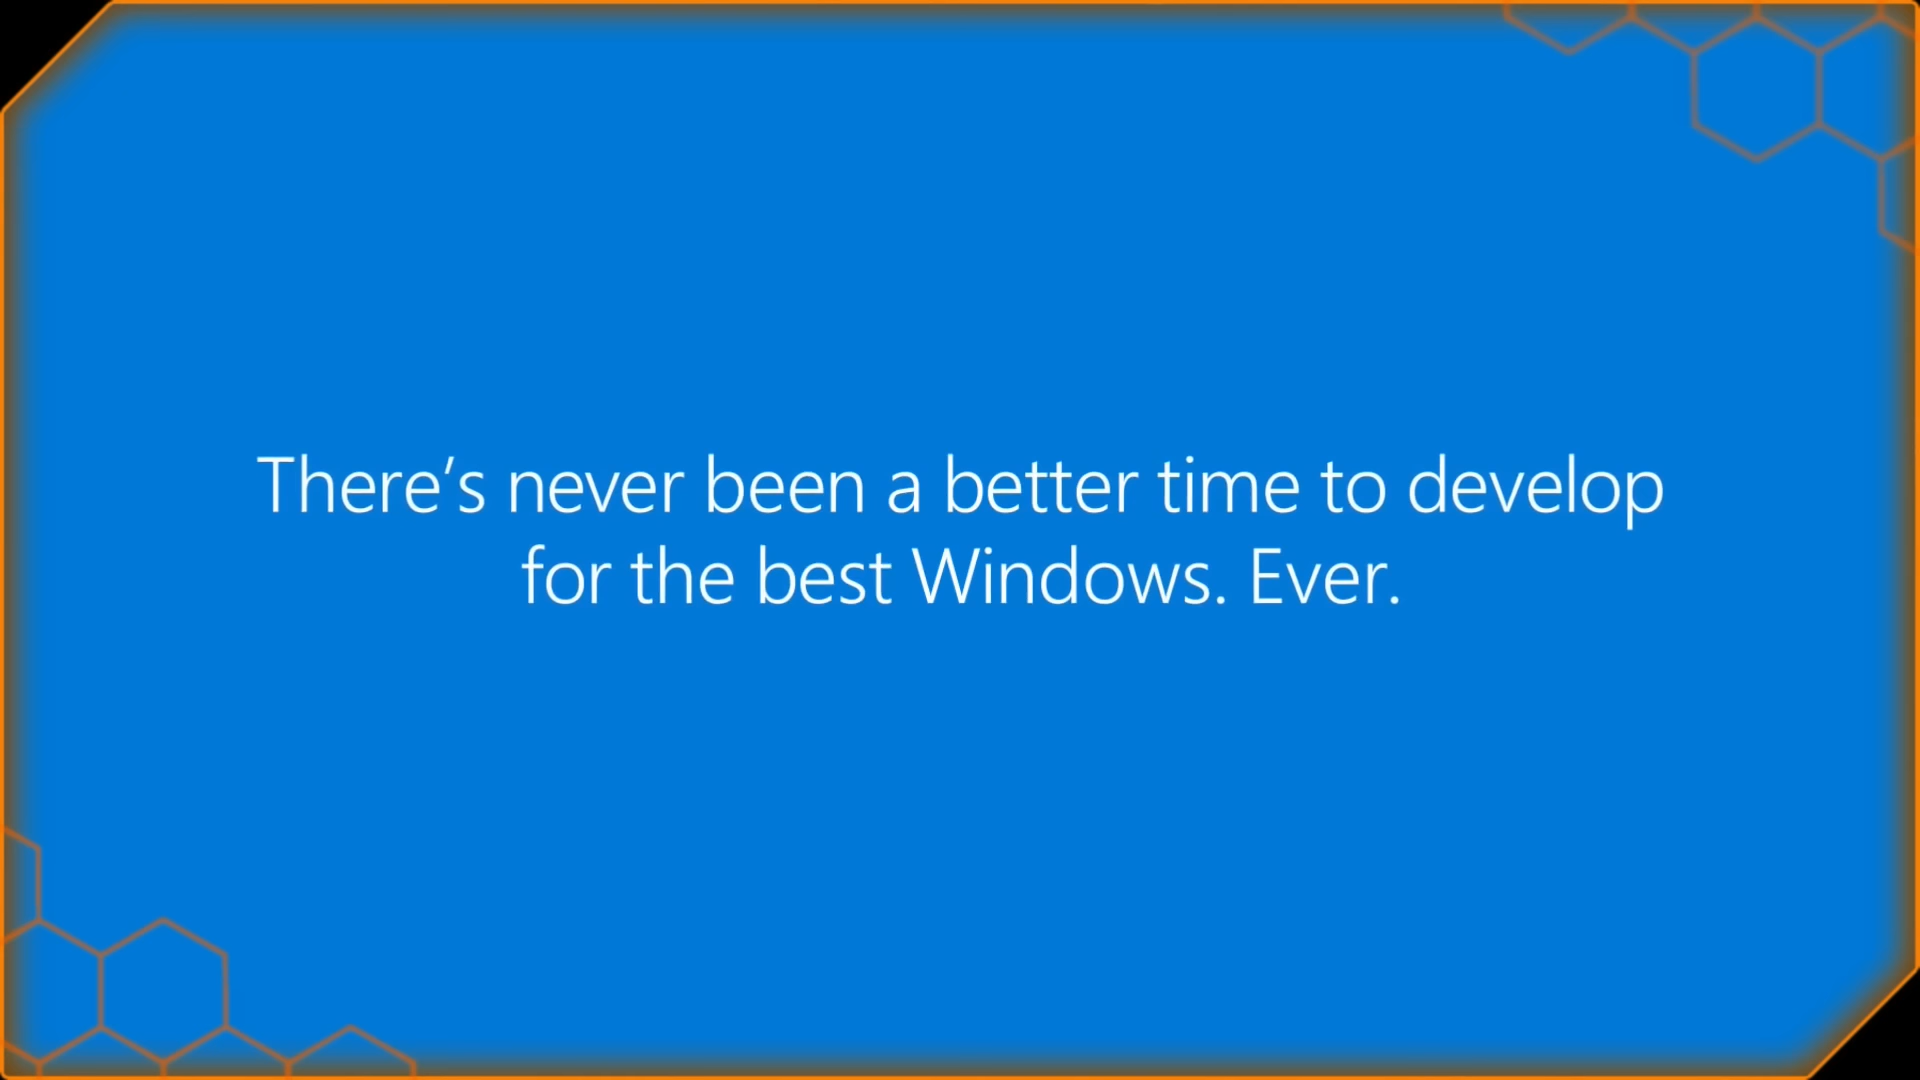 There’s never been a better time to develop
for the best Windows. Ever.